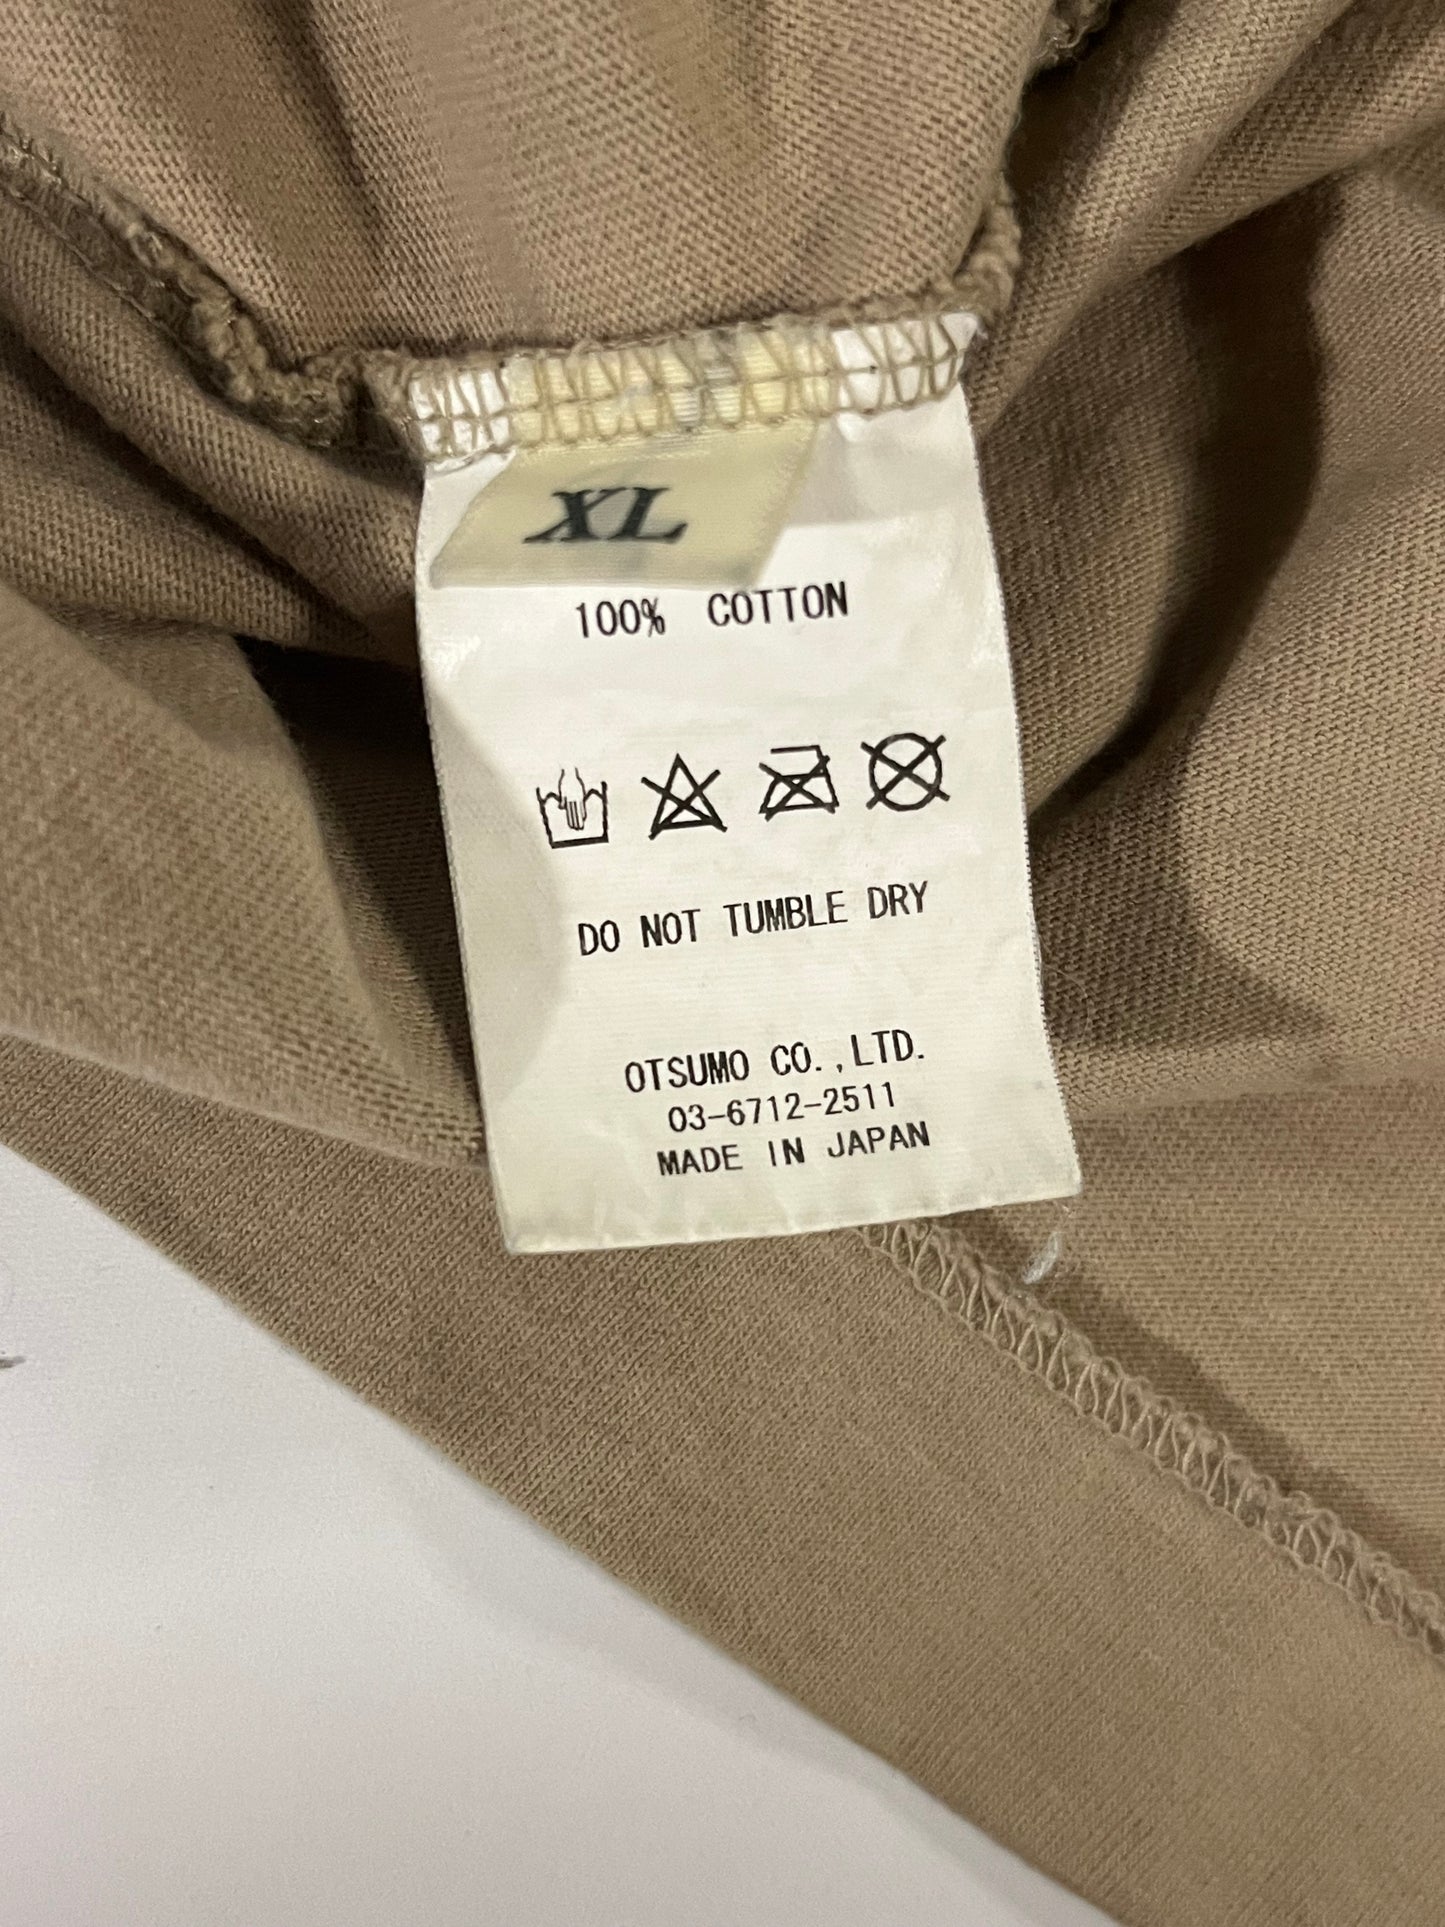 XL
100% COTTON
DO NOT TUMBLE DRY
OTSUMO CO.,LTD.
03-6712-2511
MADE IN JAPAN